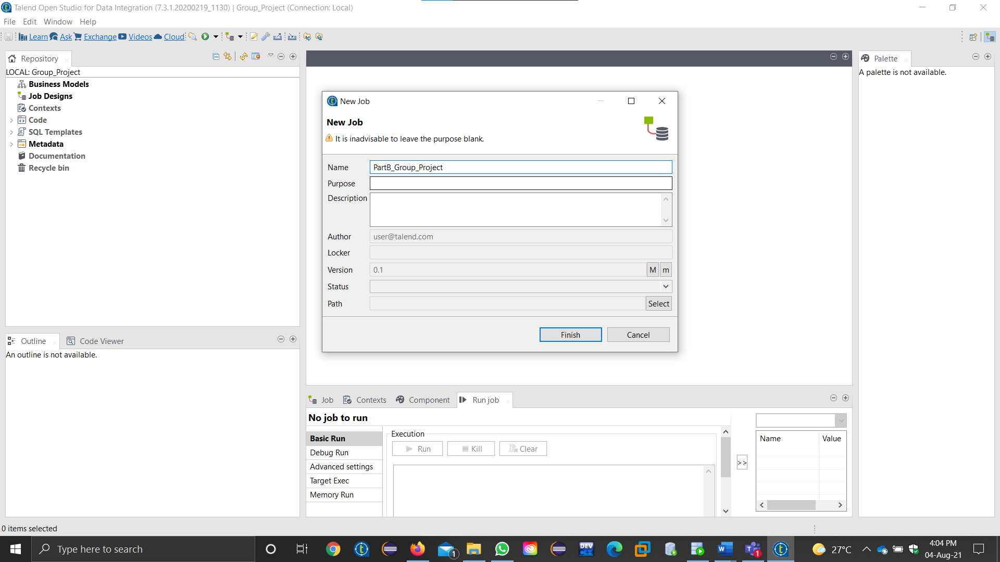 Talend Open Studio for Data Integration (7.3.1.20200219_1130) | Group_Project (Connection: Local)
File Edit Window Help
Learn Ask Exchange Videos Cloud
Repository
LOCAL: Group_Project
Business Models
Job Designs
Contexts
Code
SQL Templates
Metadata
Documentation
Recycle bin
Outline Code Viewer
An outline is not available.
New Job
New Job
It is inadvisable to leave the purpose blank.
Name PartB_Group_Project
Purpose
Description
Author user@talend.com
Locker
Version 0.1 M m
Status
Path Select
Finish Cancel
Palette
A palette is not available.
Job Contexts Component Run job
No job to run
Basic Run
Debug Run
Advanced settings
Target Exec
Memory Run
Execution
Run Kill Clear
>>
Name Value
0 items selected
Type here to search
DEV C++
1
W
1
27°C
4:04 PM
04-Aug-21